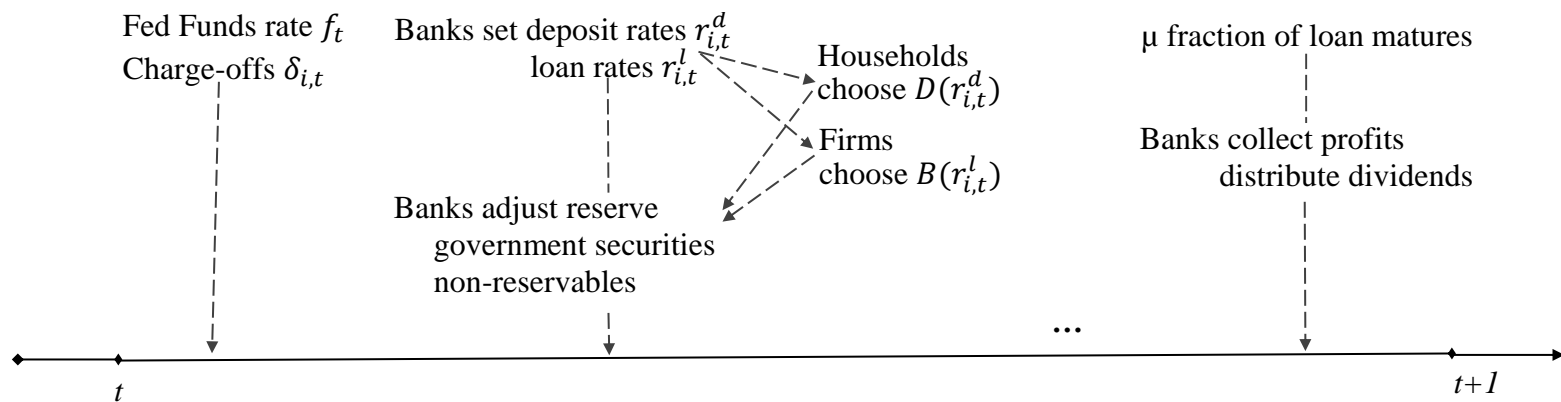 Fed Funds rate f_t
Charge-offs δ_{i,t}
Banks set deposit rates r^d_{i,t}
loan rates r^l_{i,t}
Households
choose D(r^d_{i,t})
Firms
choose B(r^l_{i,t})
Banks adjust reserve
government securities
non-reservables
μ fraction of loan matures
Banks collect profits
distribute dividends
...
t
t+1